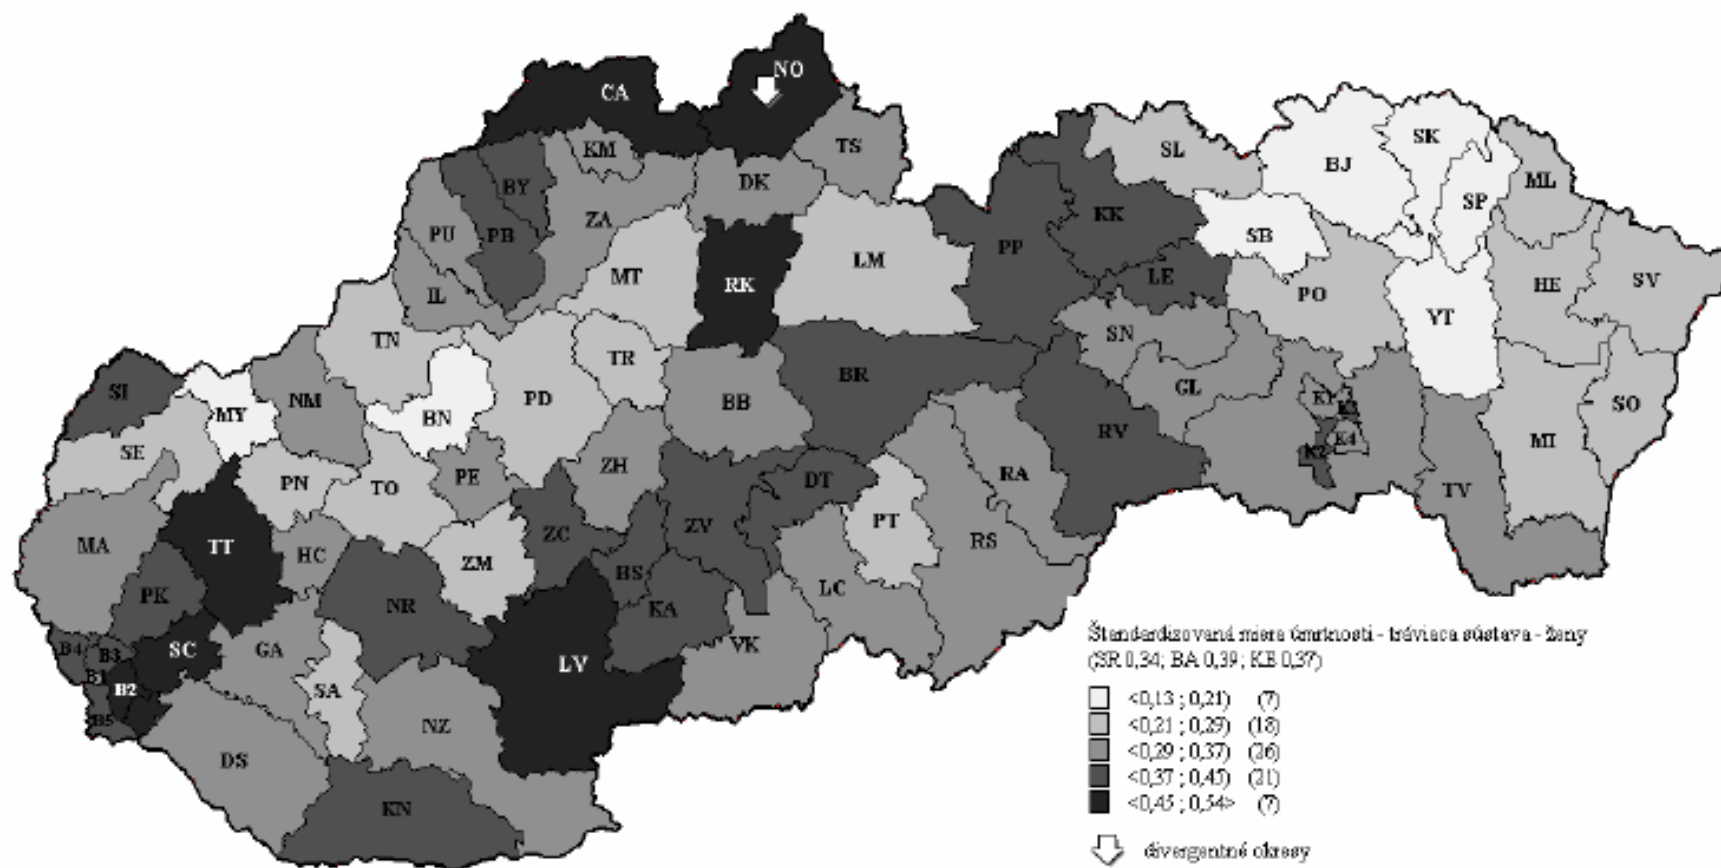 NO
CA
TS
KM
DK
BY
ZA
PU
PB
SL
BJ
SK
SP
ML
KK
SB
PP
LM
MT
RK
LE
HE
SV
IL
PO
VT
TN
SN
TR
BR
SI
NM
MY
BN
PD
BB
GL
K1
K3
SO
RV
K4
SE
MI
K2
ZH
RA
DT
PE
PN
TO
TV
PT
ZV
ZC
MA
TT
HC
ZM
RS
BS
LC
PK
NR
KA
VK
B4
B3
SC
GA
LV
B1
B2
SA
B5
NZ
DS
KN
Štandardizovaná miera úmrtnosti - tráviaca sústava - ženy
(SR 0,34; BA 0,39; KE 0,37)
<0,13 ; 0,21) (7)
<0,21 ; 0,29) (18)
<0,29 ; 0,37) (26)
<0,37 ; 0,45) (21)
<0,45 ; 0,54> (7)
divergentné okresy